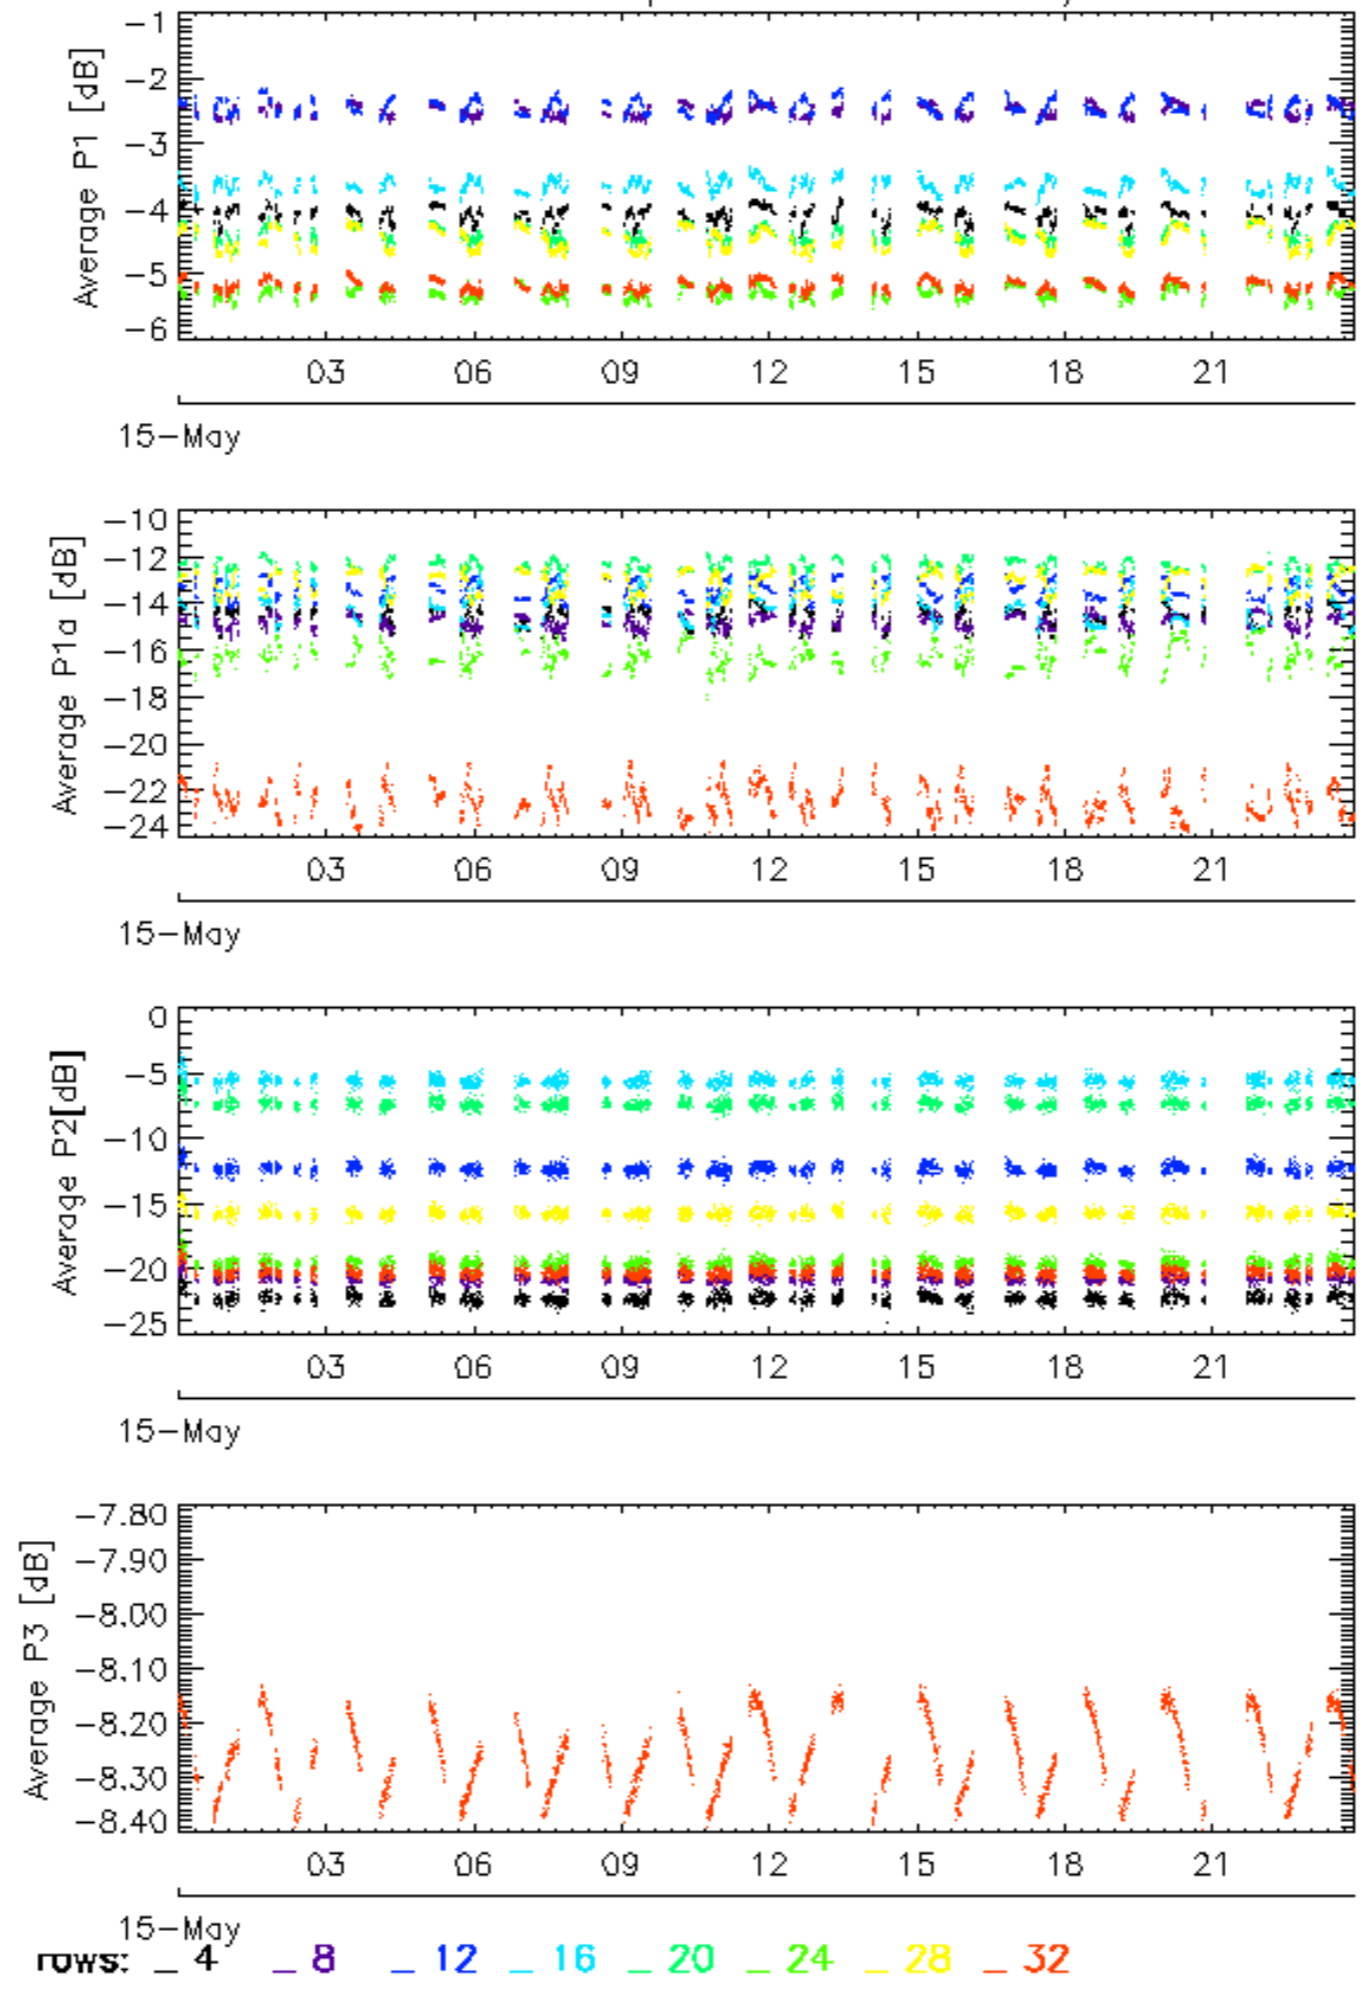 Average P1 [dB]
-1
-2
-3
-4
-5
-6
03 06 09 12 15 18 21
15-May
Average P1a [dB]
-10
-12
-14
-16
-18
-20
-22
-24
03 06 09 12 15 18 21
15-May
Average P2[dB]
0
-5
-10
-15
-20
-25
03 06 09 12 15 18 21
15-May
Average P3 [dB]
-7.80
-7.90
-8.00
-8.10
-8.20
-8.30
-8.40
03 06 09 12 15 18 21
15-May
rows: _ 4 _ 8 _ 12 _ 16 _ 20 _ 24 _ 28 _ 32